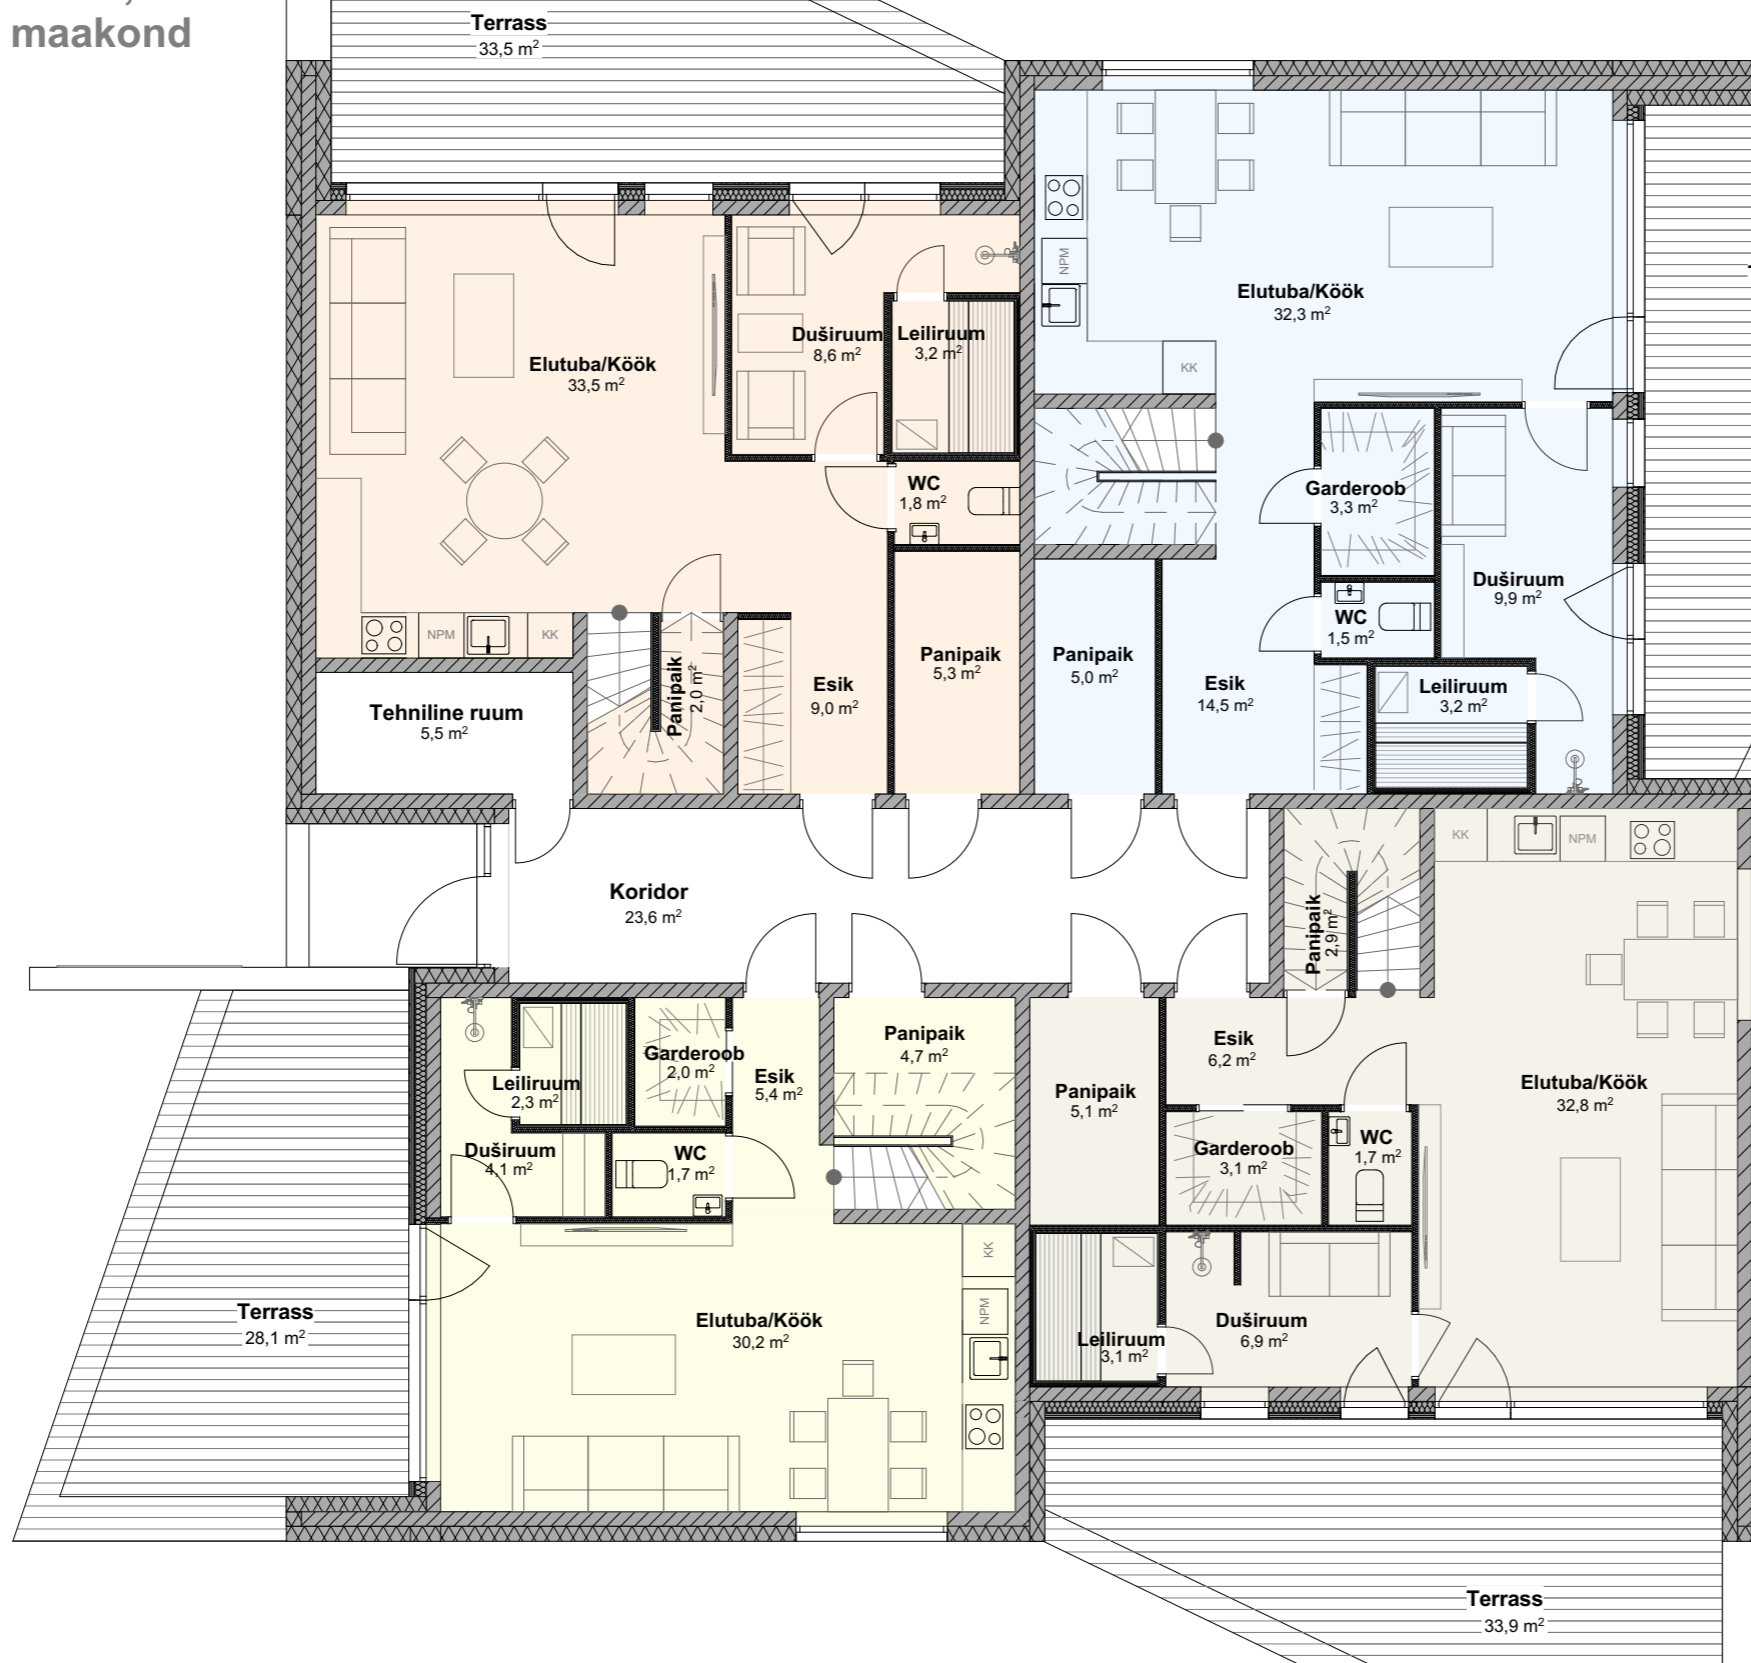 maakond
Terrass
33,5 m²
Elutuba/Köök
33,5 m²
Duširuum
8,6 m²
Leiliruum
3,2 m²
WC
1,8 m²
NPM
KK
Panipaik
2,0 m²
Esik
9,0 m²
Panipaik
5,3 m²
Tehniline ruum
5,5 m²
NPM
KK
Elutuba/Köök
32,3 m²
Garderoob
3,3 m²
Duširuum
9,9 m²
WC
1,5 m²
Panipaik
5,0 m²
Esik
14,5 m²
Leiliruum
3,2 m²
Koridor
23,6 m²
Panipaik
2,9 m²
KK
NPM
Esik
6,2 m²
Elutuba/Köök
32,8 m²
Panipaik
5,1 m²
Garderoob
3,1 m²
WC
1,7 m²
Leiliruum
3,1 m²
Duširuum
6,9 m²
Panipaik
4,7 m²
Garderoob
2,0 m²
Esik
5,4 m²
Leiliruum
2,3 m²
Duširuum
4,1 m²
WC
1,7 m²
KK
NPM
Elutuba/Köök
30,2 m²
Terrass
28,1 m²
Terrass
33,9 m²